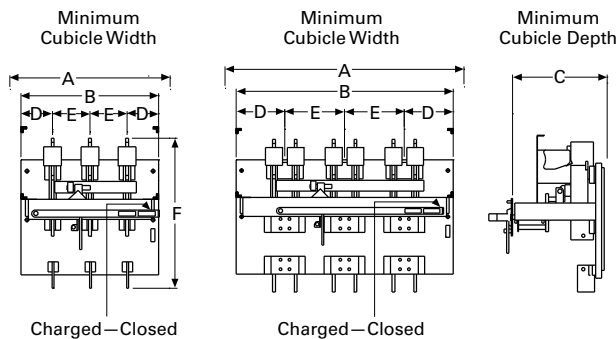 Minimum
Cubicle Width
Minimum
Cubicle Width
Minimum
Cubicle Depth
A
B
D E E D
F
A
B
D E E D
C
Charged—Closed
Charged—Closed